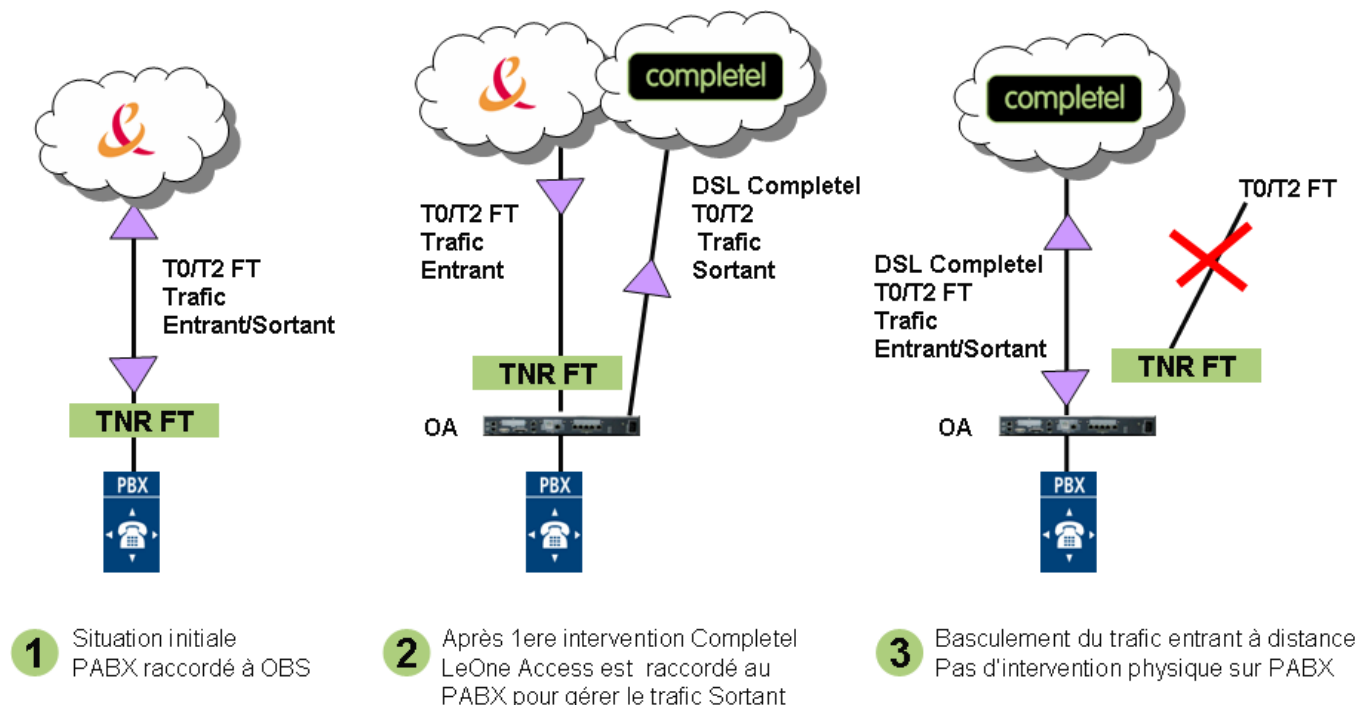 T0/T2 FT
Trafic
Entrant/Sortant
TNR FT
PBX
1
Situation initiale
PABX raccordé à OBS
completel
T0/T2 FT
Trafic
Entrant
DSL Completel
T0/T2
Trafic
Sortant
TNR FT
OA
PBX
2
Après 1ere intervention Completel
LeOne Access est raccordé au
PABX pour gérer le trafic Sortant
completel
DSL Completel
T0/T2 FT
Trafic
Entrant/Sortant
T0/T2 FT
TNR FT
OA
PBX
3
Basculement du trafic entrant à distance
Pas d'intervention physique sur PABX